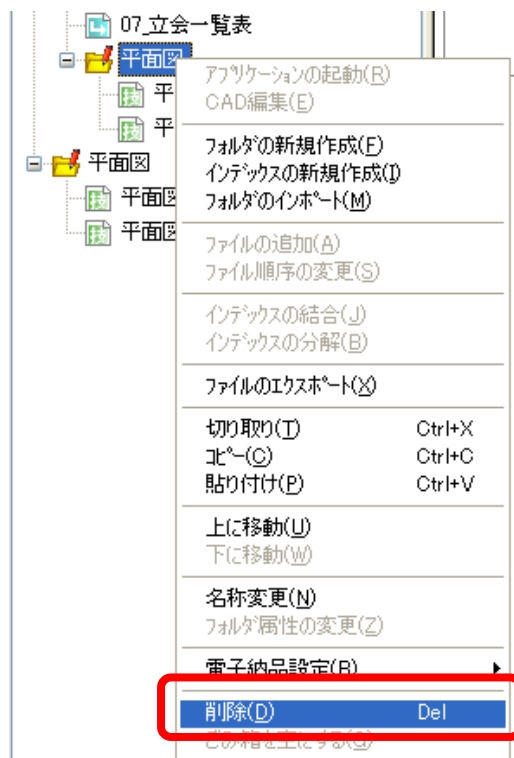 07_立会一覧表
平面図
平
平
平面図
平面図
平面図
アプリケーションの起動(R)
CAD編集(E)
フォルダの新規作成(F)
インデックスの新規作成(I)
フォルダのインポート(M)
ファイルの追加(A)
ファイル順序の変更(S)
インデックスの結合(J)
インデックスの分解(B)
ファイルのエクスポート(X)
切り取り(T) Ctrl+X
コピー(C) Ctrl+C
貼り付け(P) Ctrl+V
上に移動(U)
下に移動(W)
名称変更(N)
フォルダ属性の変更(Z)
電子納品設定(R)
削除(D) Del
ごみ箱を空にする(G)